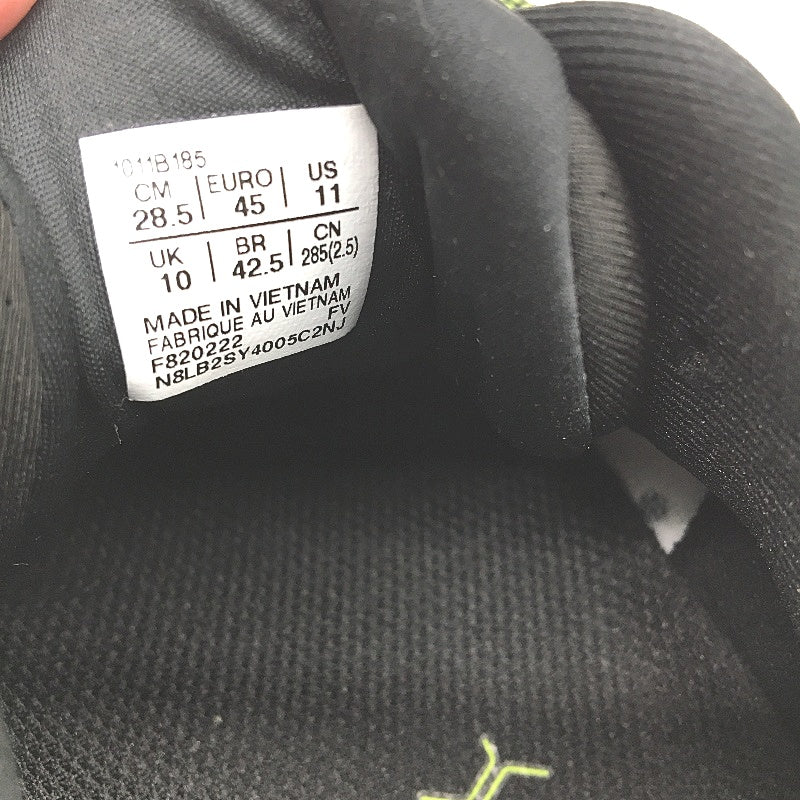 1011B185
CM EURO US
28.5 45 11
UK BR CN
10 42.5 285(2.5)
MADE IN VIETNAM
FABRIQUE AU VIETNAM
F820222 FV
N8LB2SY4005C2NJ